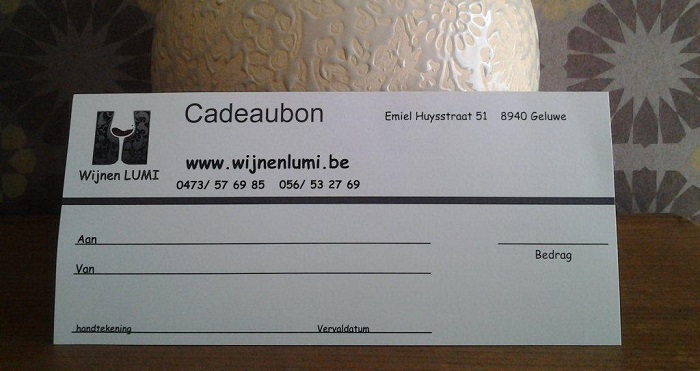 Cadeaubon
Emiel Huysstraat 51 8940 Geluwe
www.wijnenlumi.be
Wijnen LUMI
0473/ 57 69 85 056/ 53 27 69
Aan
Bedrag
Van
handtekening Vervaldatum